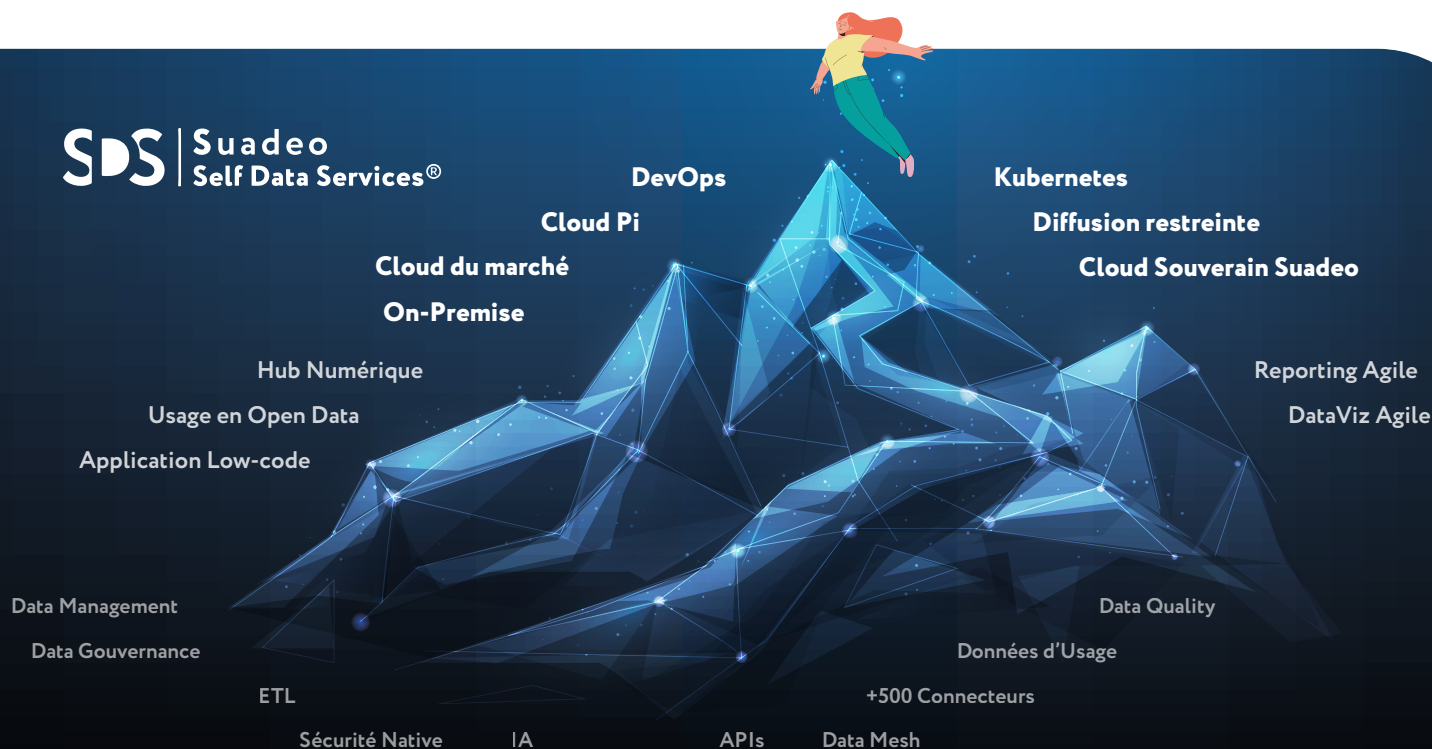 SDS
Suadeo
Self Data Services®
DevOps
Kubernetes
Cloud Pi
Diffusion restreinte
Cloud du marché
Cloud Souverain Suadeo
On-Premise
Hub Numérique
Reporting Agile
Usage en Open Data
DataViz Agile
Application Low-code
Data Management
Data Quality
Data Gouvernance
Données d’Usage
ETL
+500 Connecteurs
Sécurité Native
IA
APIs
Data Mesh